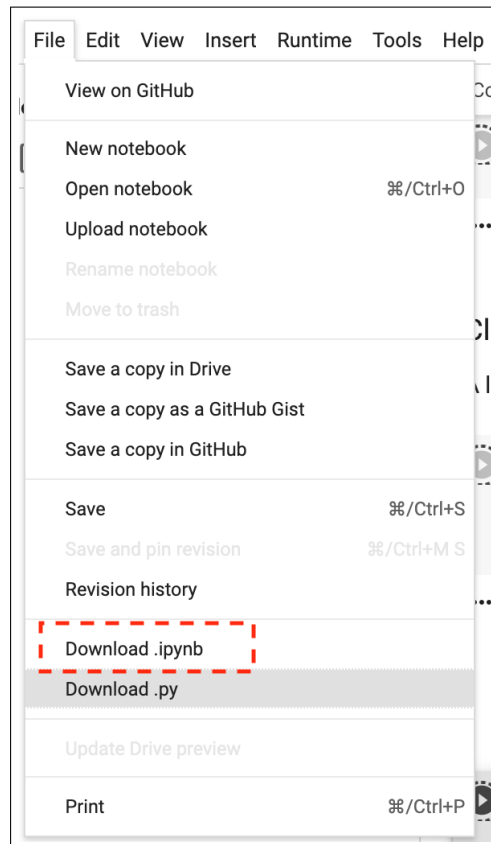 File Edit View Insert Runtime Tools Help
View on GitHub
New notebook
Open notebook ⌘/Ctrl+O
Upload notebook
Rename notebook
Move to trash
Save a copy in Drive
Save a copy as a GitHub Gist
Save a copy in GitHub
Save ⌘/Ctrl+S
Save and pin revision ⌘/Ctrl+M S
Revision history
Download .ipynb
Download .py
Update Drive preview
Print ⌘/Ctrl+P